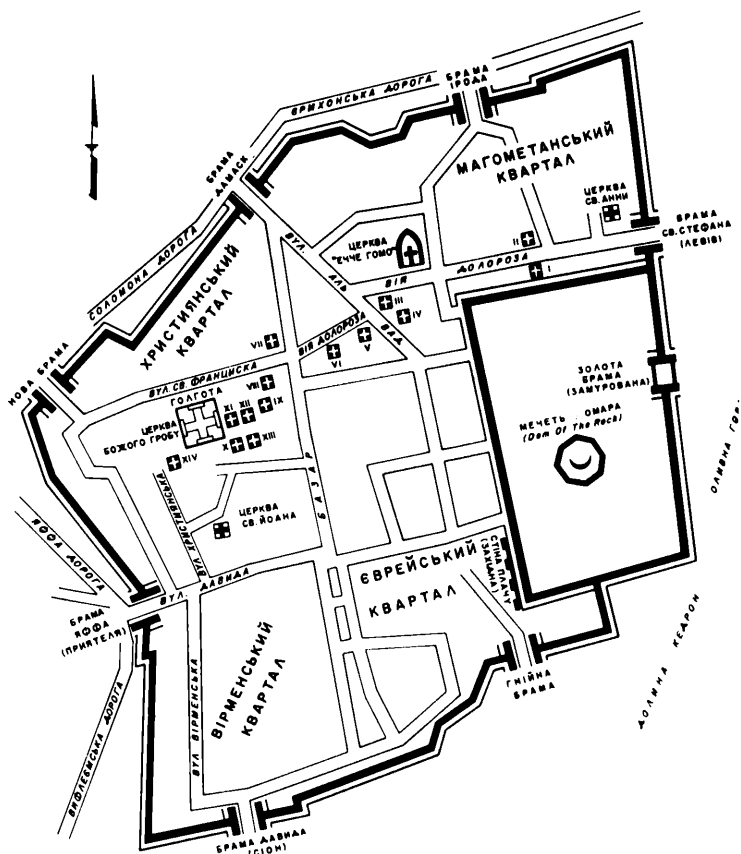 БРАМА
ІРОДА
ЄРИХОНСЬКА ДОРОГА
МАГОМЕТАНСЬКИЙ
КВАРТАЛ
БРАМА
ДАМАСК
ЦЕРКВА
СВ. АННИ
БРАМА
СВ. СТЕФАНА
(ЛЕВІВ)
СОЛОМОНА ДОРОГА
ХРИСТИЯНСЬКИЙ
КВАРТАЛ
ВУЛ. ДЛЬ ВАД
ЦЕРКВА
"ЕЧЧЕ ГОМО"
II
ВІЯ ДОЛОРОЗА
I
III
IV
ВІЯ ДОЛОРОЗА
V
VI
VII
НОВА БРАМА
ВУЛ. СВ. ФРАНЦИСКА
ГОЛГОТА
VIII
IX
XI XII
ЦЕРКВА
БОЖОГО ГРОБУ
X
XIII
XIV
ЗОЛОТА
БРАМА
(ЗАМУРОВАНА)
МЕЧЕТЬ ОМАРА
(Dom Of The Rock)
ОЛИВНА ГОРА
БАЗАР
ВУЛ ХРИСТИЯНСЬКА
ЦЕРКВА
СВ. ЙОАНА
ЯФФА ДОРОГА
СТІНА ПЛАЧУ
(ЗАХІДНА)
ЄВРЕЙСЬКИЙ
КВАРТАЛ
ВУЛ. ДАВИДА
БРАМА
ЯФФА
(ПРИЯТЕЛЯ)
ВІРМЕНСЬКИЙ
КВАРТАЛ
ВУЛ ВІРМЕНСЬКА
ГНІЙНА
БРАМА
ДОЛИНА КЕДРОН
ВИФЛЕЄМСЬКА ДОРОГА
БРАМА ДАВИДА
(СІОН)